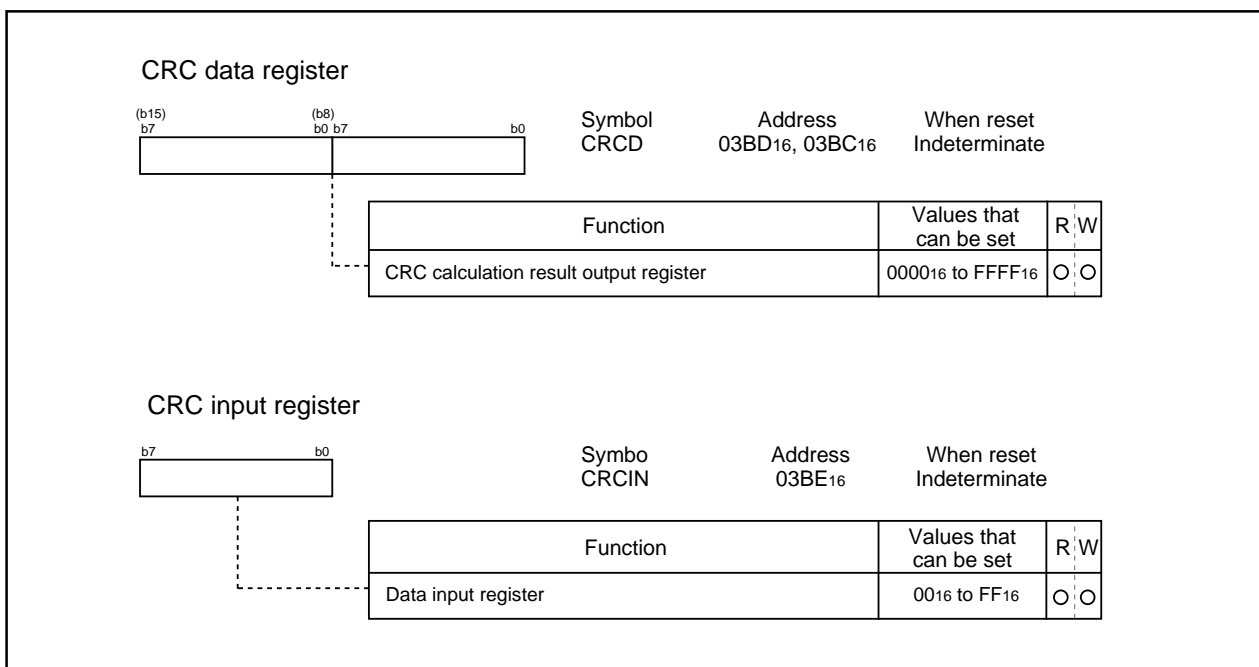 CRC data register
(b15) (b8)
b7 b0 b7 b0
Symbol Address When reset
CRCD 03BD16, 03BC16 Indeterminate
Function Values that can be set R W
CRC calculation result output register 000016 to FFFF16 O O
CRC input register
b7 b0
Symbo Address When reset
CRCIN 03BE16 Indeterminate
Function Values that can be set R W
Data input register 0016 to FF16 O O